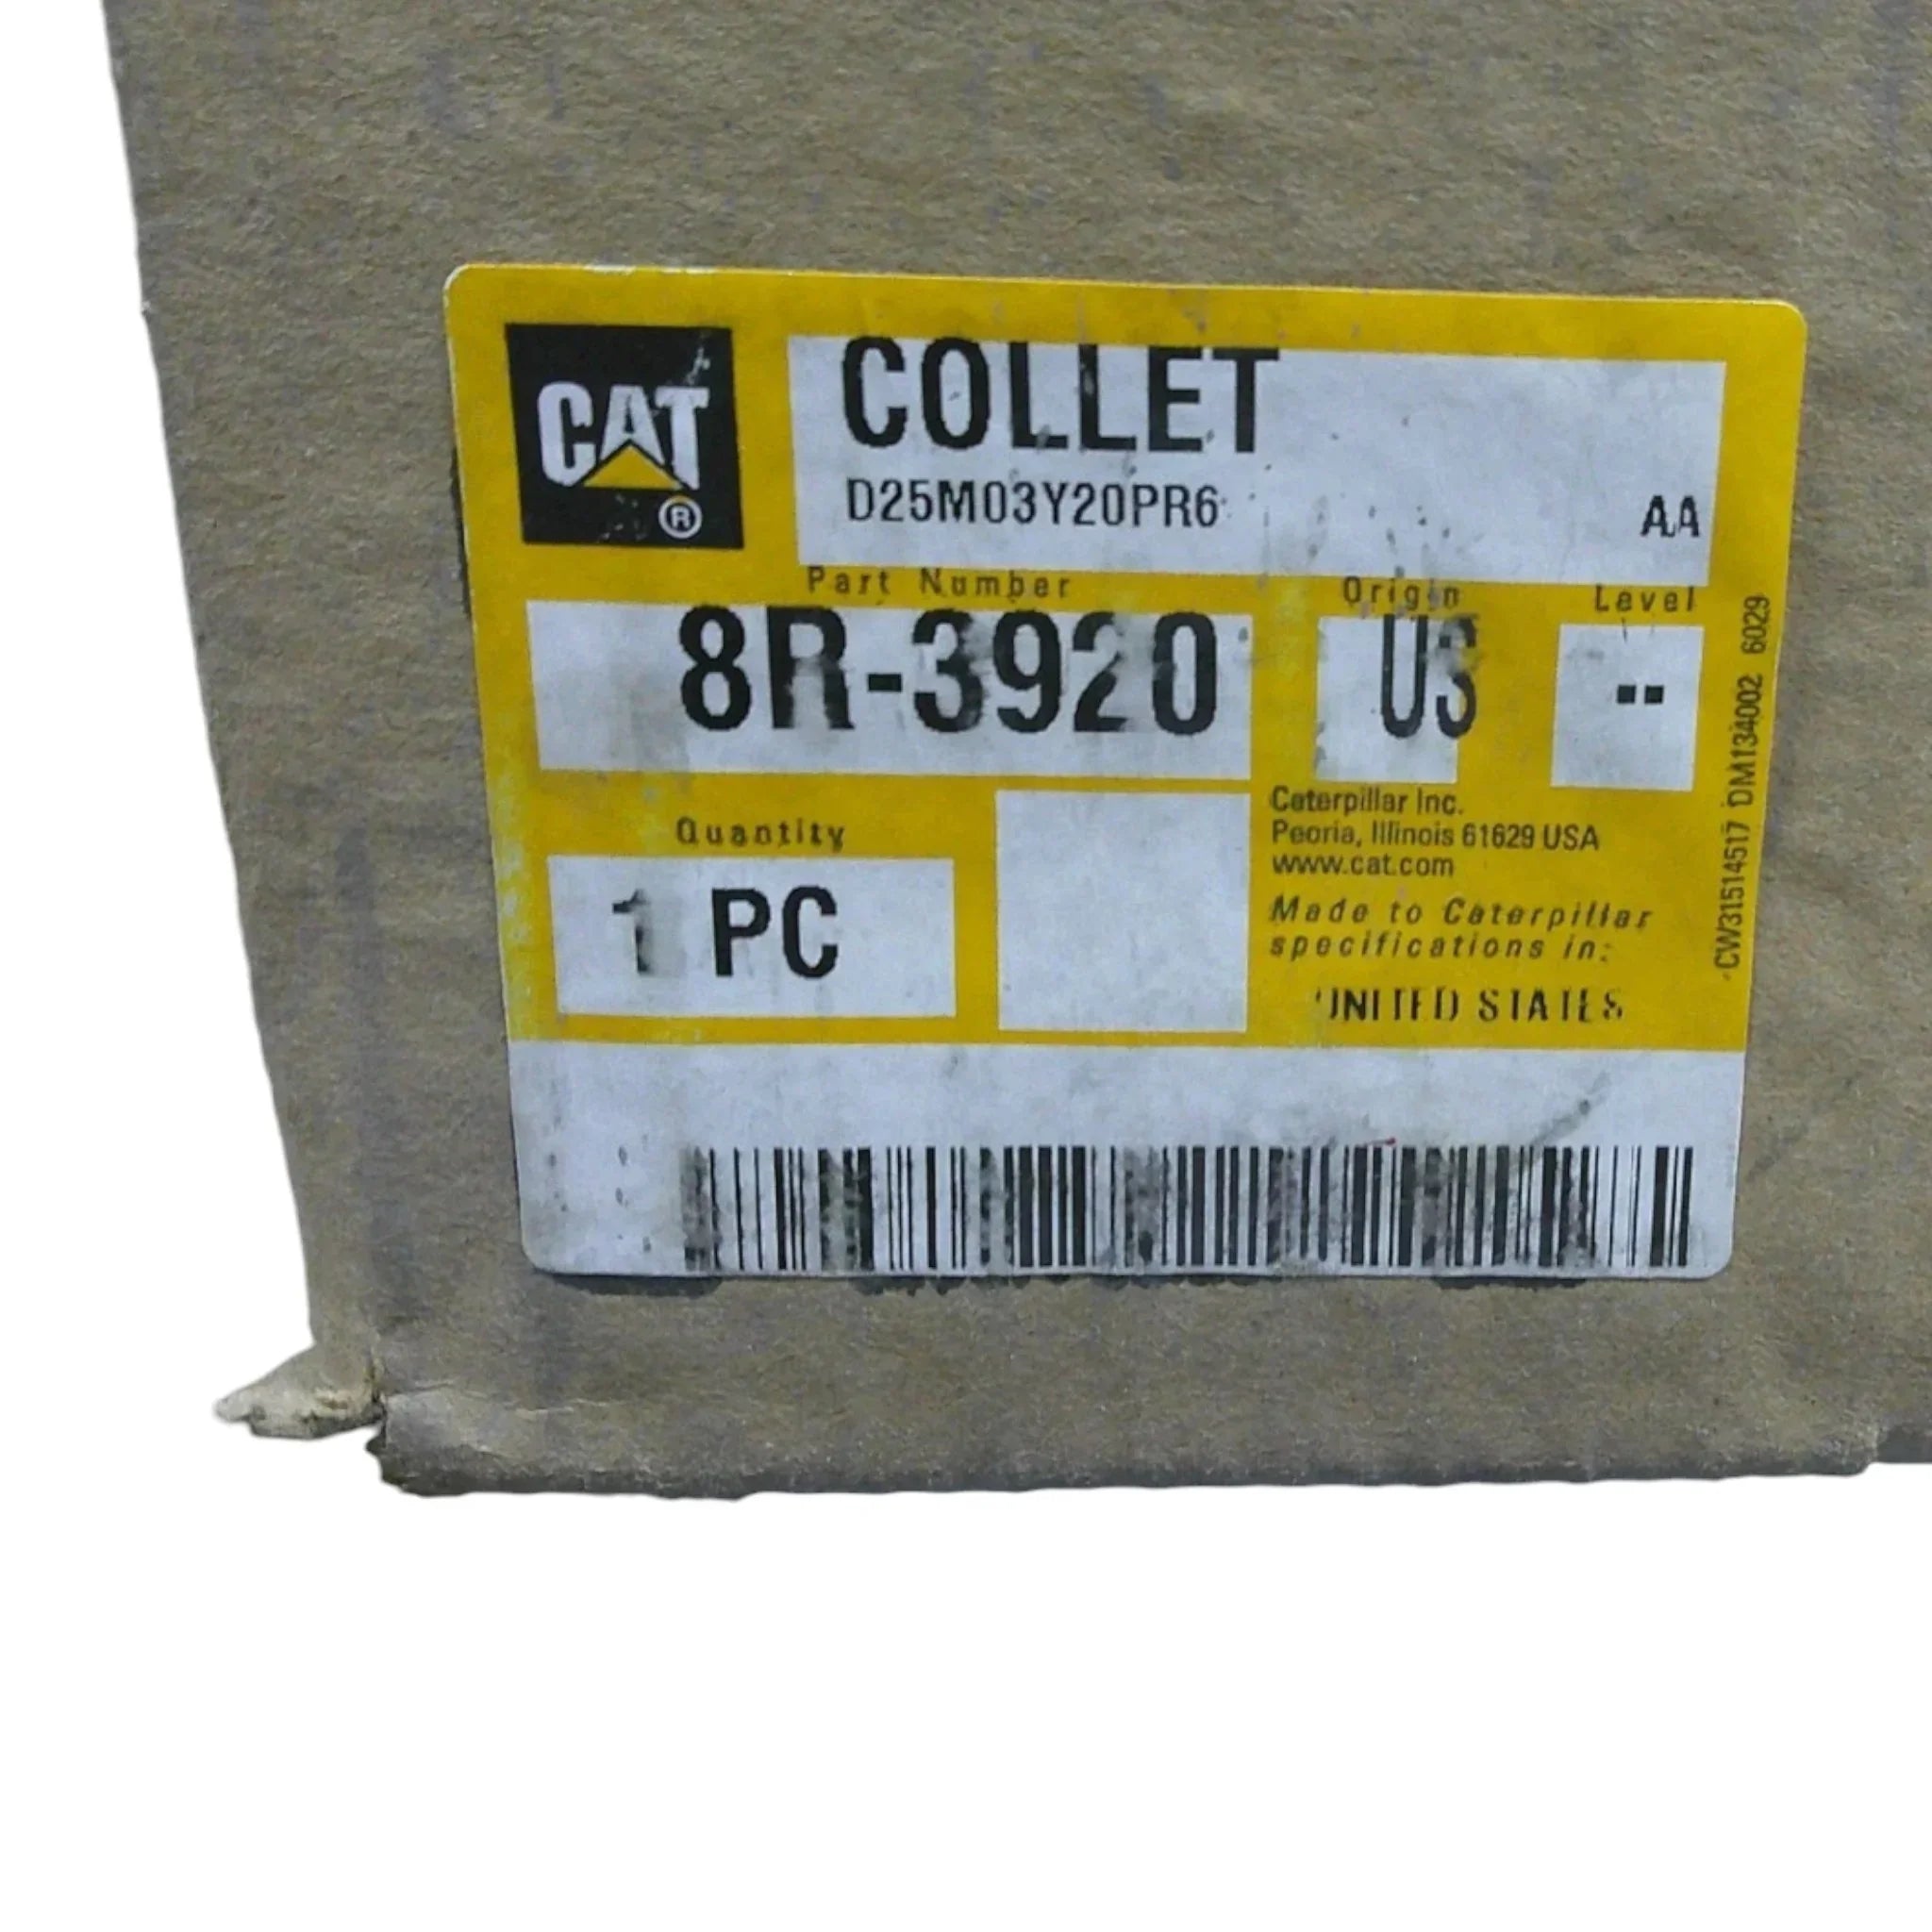 COLLET
CAT
®
D25M03Y20PR6 AA
Part Number Origin Level
8R-3920 US --
Quantity
1 PC
Caterpillar Inc.
Peoria, Illinois 61629 USA
www.cat.com
Made to Caterpillar
specifications in:
UNITED STATES
CW31514517 DM134002 6029